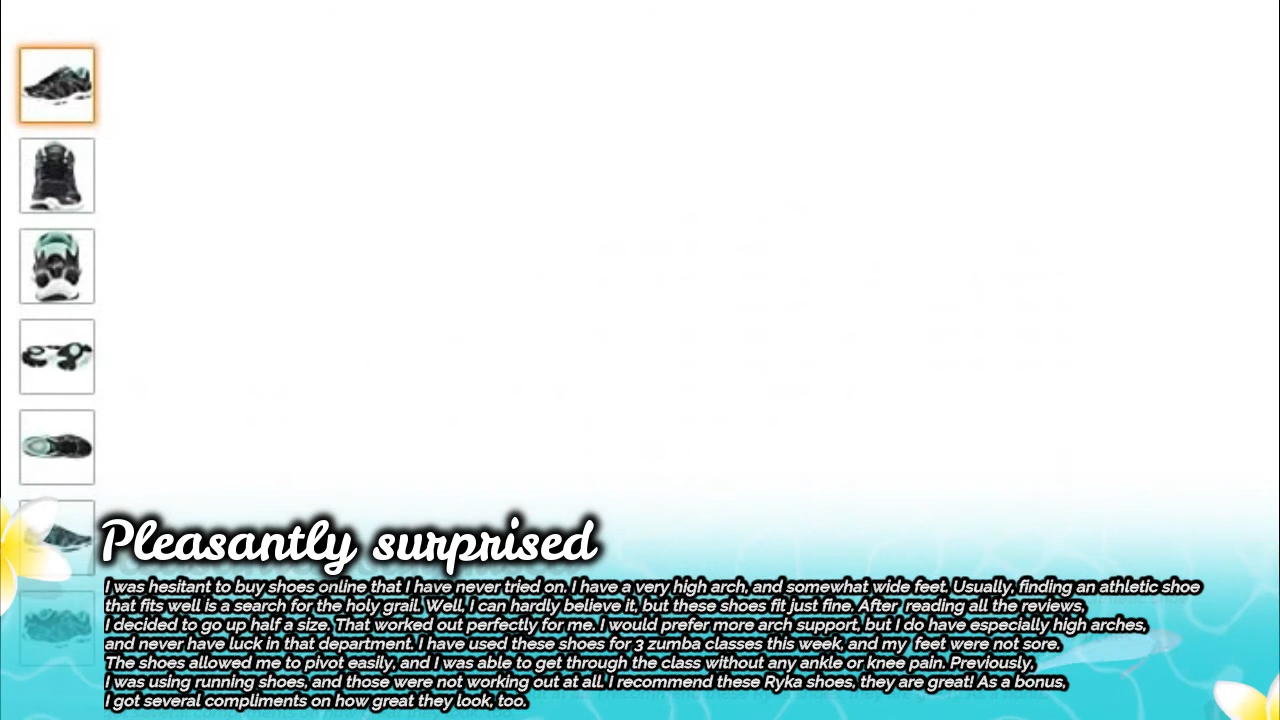 Pleasantly surprised
I was hesitant to buy shoes online that I have never tried on. I have a very high arch, and somewhat wide feet. Usually, finding an athletic shoe
that fits well is a search for the holy grail. Well, I can hardly believe it, but these shoes fit just fine. After reading all the reviews,
I decided to go up half a size. That worked out perfectly for me. I would prefer more arch support, but I do have especially high arches,
and never have luck in that department. I have used these shoes for 3 zumba classes this week, and my feet were not sore.
The shoes allowed me to pivot easily, and I was able to get through the class without any ankle or knee pain. Previously,
I was using running shoes, and those were not working out at all. I recommend these Ryka shoes, they are great! As a bonus,
I got several compliments on how great they look, too.